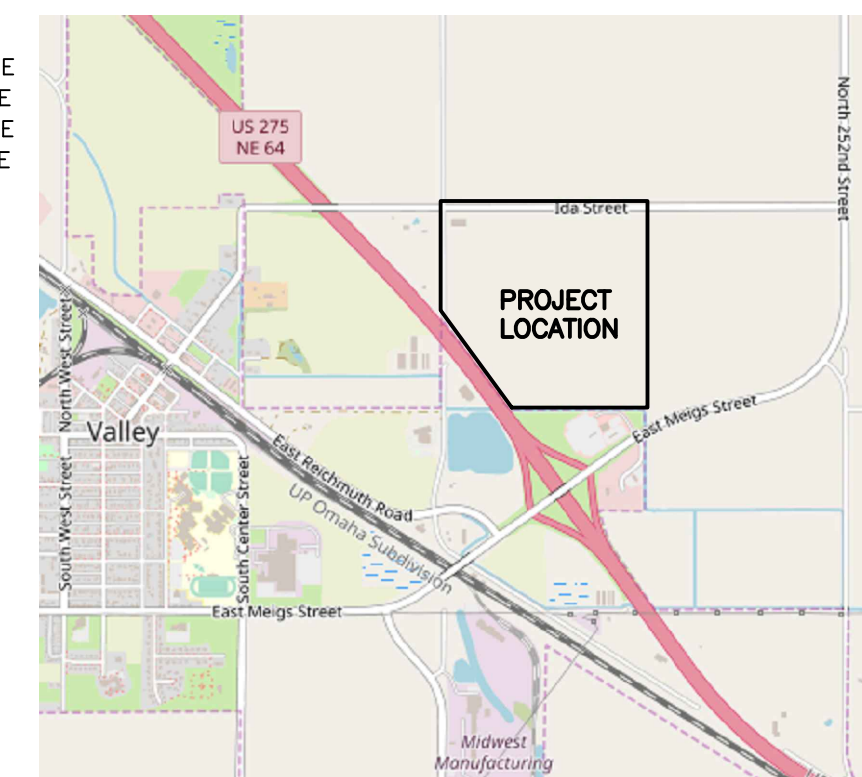 E
E
E
E
US 275
NE 64
North 252nd Street
Ida Street
PROJECT
LOCATION
North West Street
Valley
East Meigs Street
East Reichmuth Road
UP Omaha Subdivision
South West Street
South Center Street
East Meigs Street
Midwest
Manufacturing